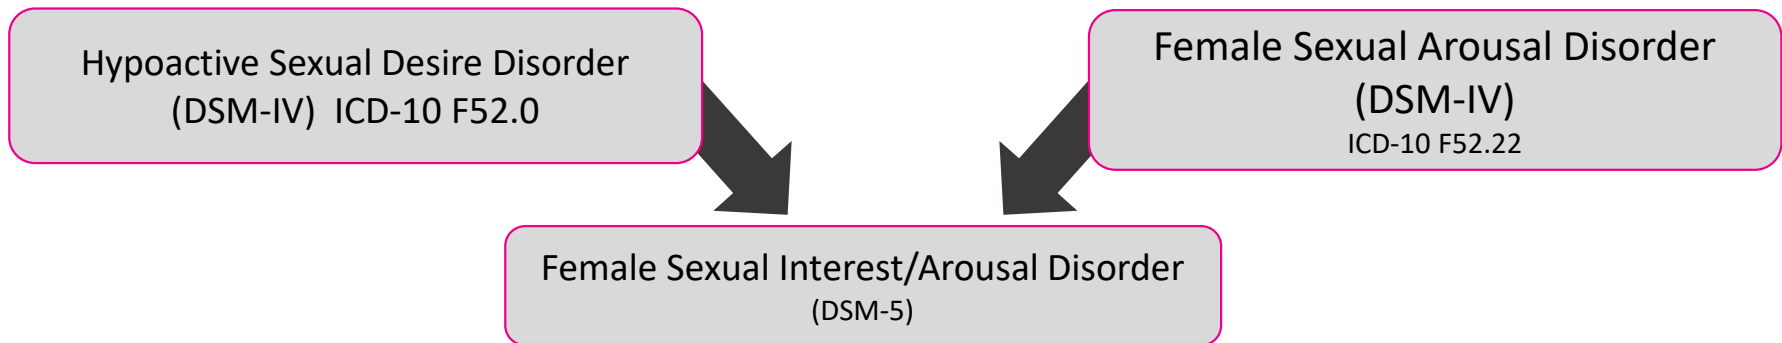 Hypoactive Sexual Desire Disorder
(DSM-IV) ICD-10 F52.0
Female Sexual Arousal Disorder
(DSM-IV)
ICD-10 F52.22
Female Sexual Interest/Arousal Disorder
(DSM-5)